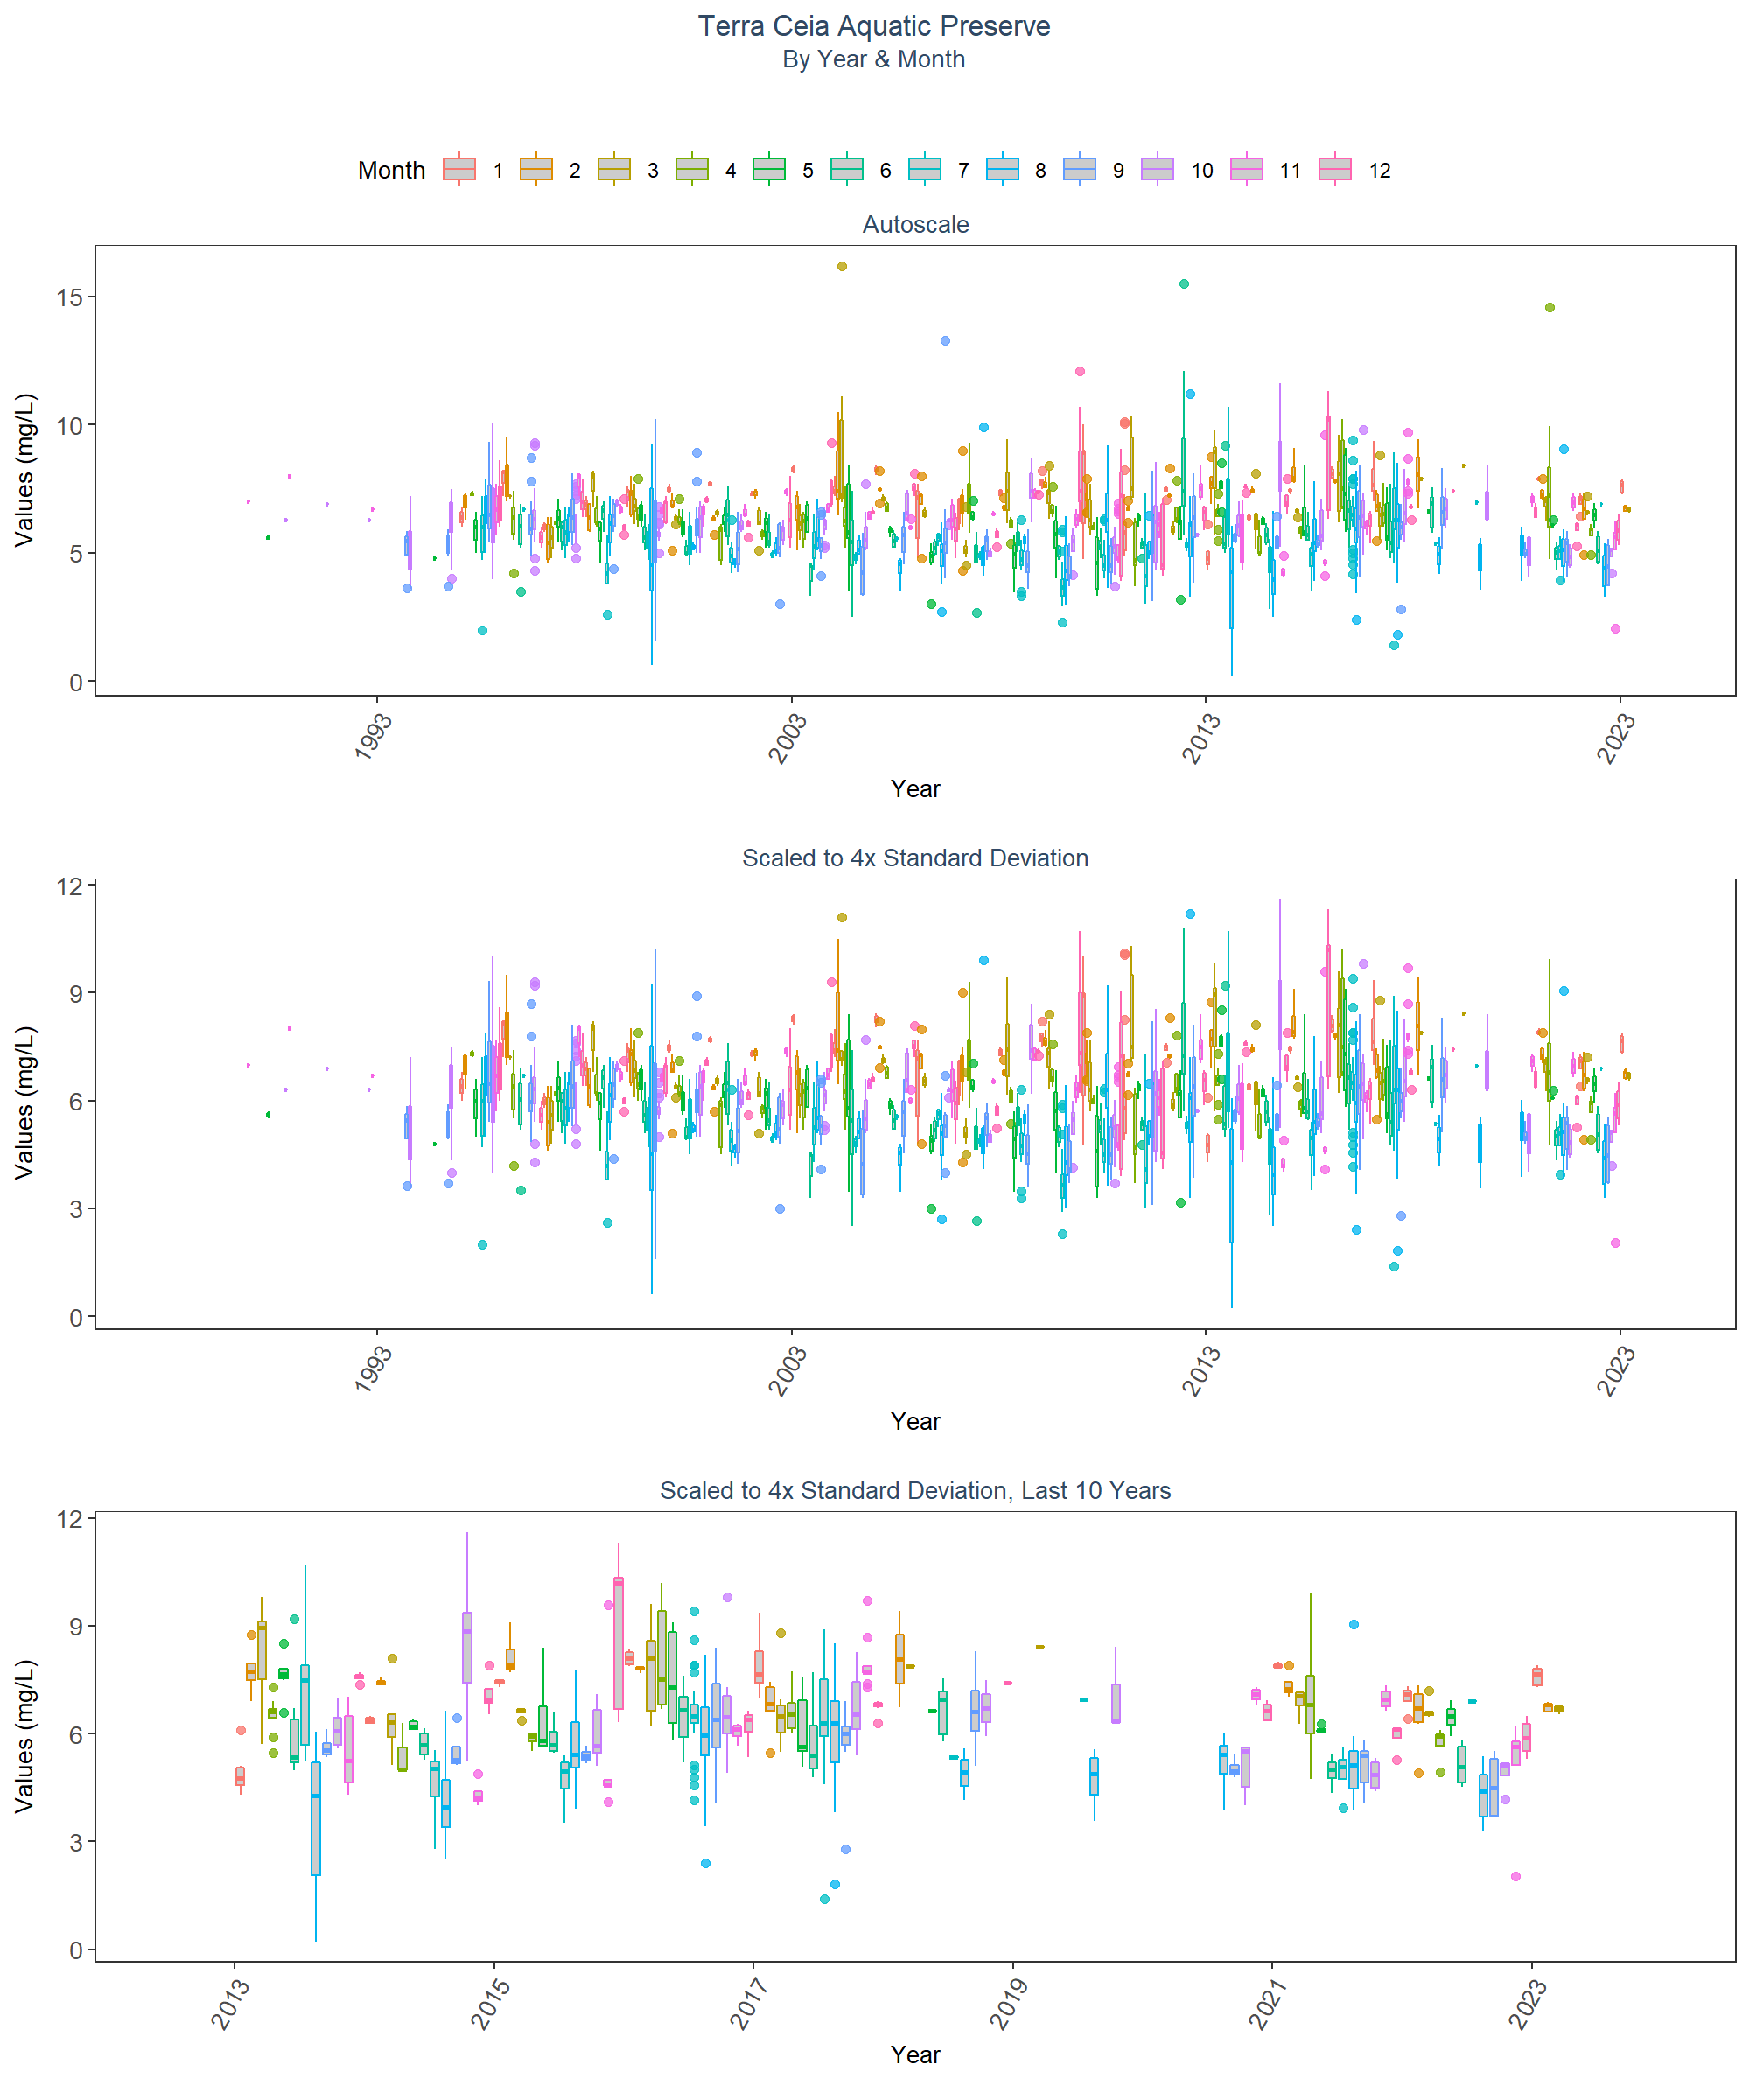 Terra Ceia Aquatic Preserve
By Year & Month
Month 1 2 3 4 5 6 7 8 9 10 11 12
Autoscale
Values (mg/L)
15
10
5
0
1993 2003 2013 2023
Year
Scaled to 4x Standard Deviation
Values (mg/L)
12
9
6
3
0
1993 2003 2013 2023
Year
Scaled to 4x Standard Deviation, Last 10 Years
Values (mg/L)
12
9
6
3
0
2013 2015 2017 2019 2021 2023
Year